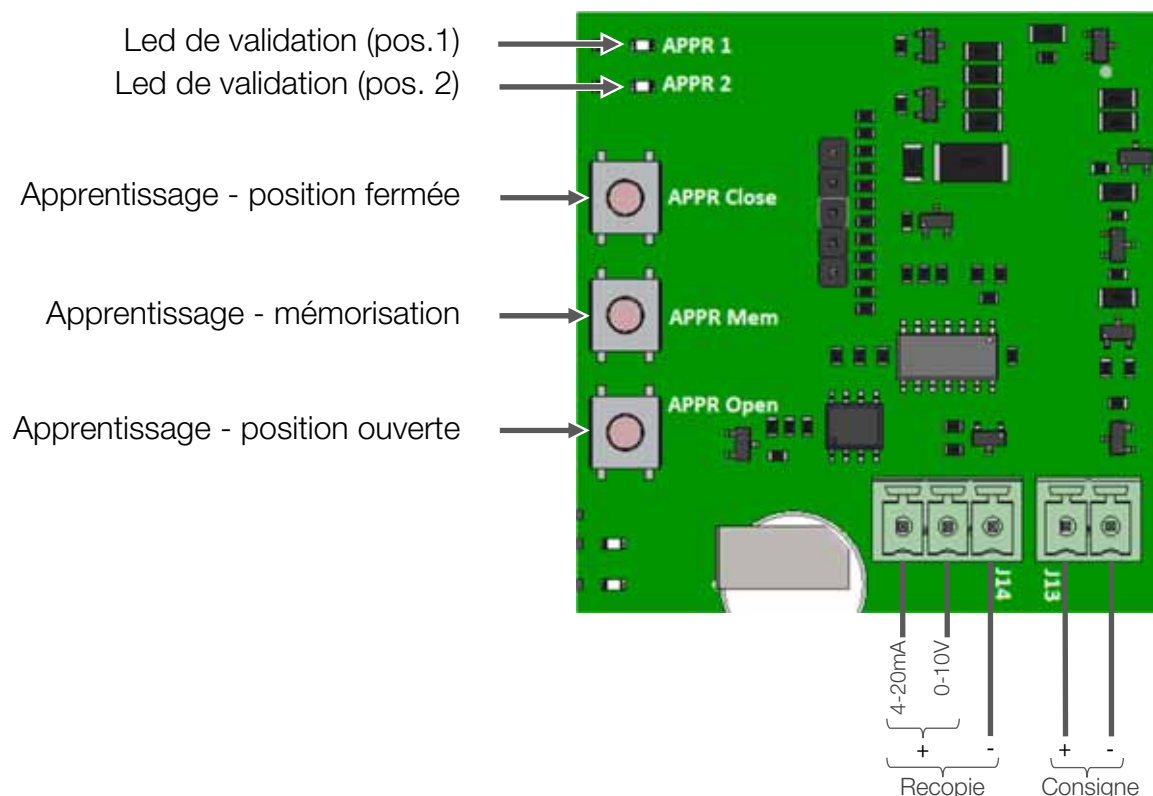 Led de validation (pos.1)
APPR 1
Led de validation (pos. 2)
APPR 2
Apprentissage - position fermée
APPR Close
Apprentissage - mémorisation
APPR Mem
Apprentissage - position ouverte
APPR Open
J14
J13
4-20mA
0-10V
+
-
+
-
Recopie
Consigne